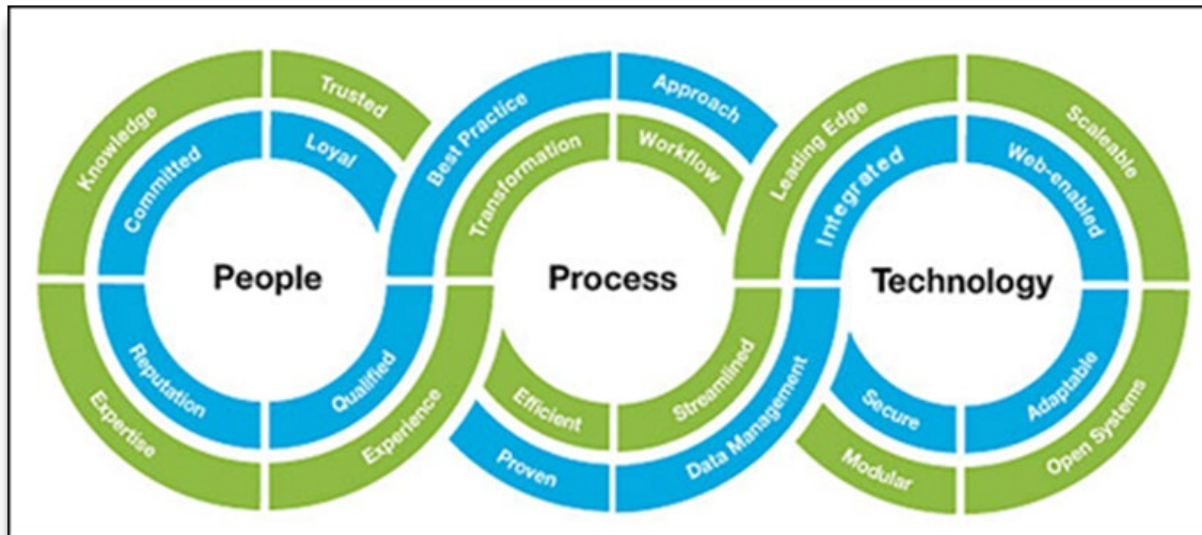 Knowledge
Trusted
Committed
Loyal
People
Reputation
Qualified
Expertise
Experience
Best Practice
Approach
Transformation
Workflow
Process
Efficient
Streamlined
Proven
Data Management
Leading Edge
Scaleable
Integrated
Web-enabled
Technology
Secure
Adaptable
Modular
Open Systems